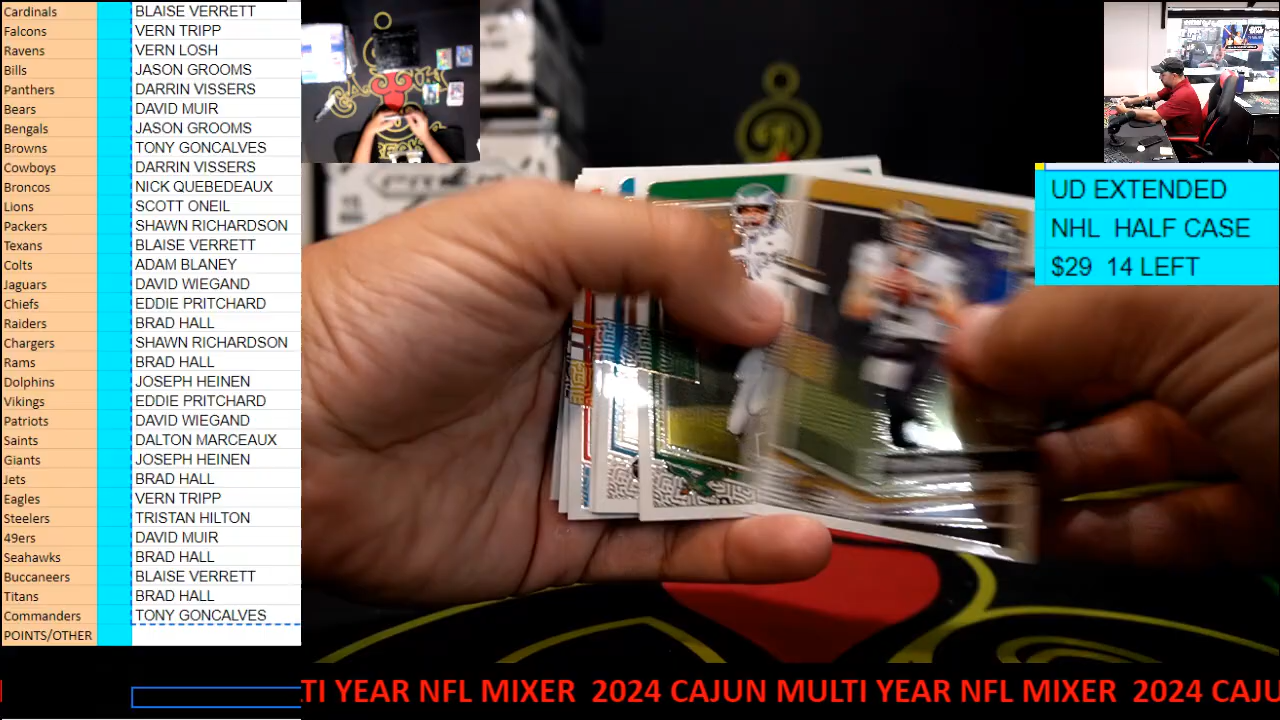 Cardinals BLAISE VERRETT
Falcons VERN TRIPP
Ravens VERN LOSH
Bills JASON GROOMS
Panthers DARRIN VISSERS
Bears DAVID MUIR
Bengals JASON GROOMS
Browns TONY GONCALVES
Cowboys DARRIN VISSERS
Broncos NICK QUEBEDEAUX
Lions SCOTT ONEIL
Packers SHAWN RICHARDSON
Texans BLAISE VERRETT
Colts ADAM BLANEY
Jaguars DAVID WIEGAND
Chiefs EDDIE PRITCHARD
Raiders BRAD HALL
Chargers SHAWN RICHARDSON
Rams BRAD HALL
Dolphins JOSEPH HEINEN
Vikings EDDIE PRITCHARD
Patriots DAVID WIEGAND
Saints DALTON MARCEAUX
Giants JOSEPH HEINEN
Jets BRAD HALL
Eagles VERN TRIPP
Steelers TRISTAN HILTON
49ers DAVID MUIR
Seahawks BRAD HALL
Buccaneers BLAISE VERRETT
Titans BRAD HALL
Commanders TONY GONCALVES
POINTS/OTHER
UD EXTENDED
NHL HALF CASE
$29 14 LEFT
TI YEAR NFL MIXER 2024 CAJUN MULTI YEAR NFL MIXER 2024 CAJU